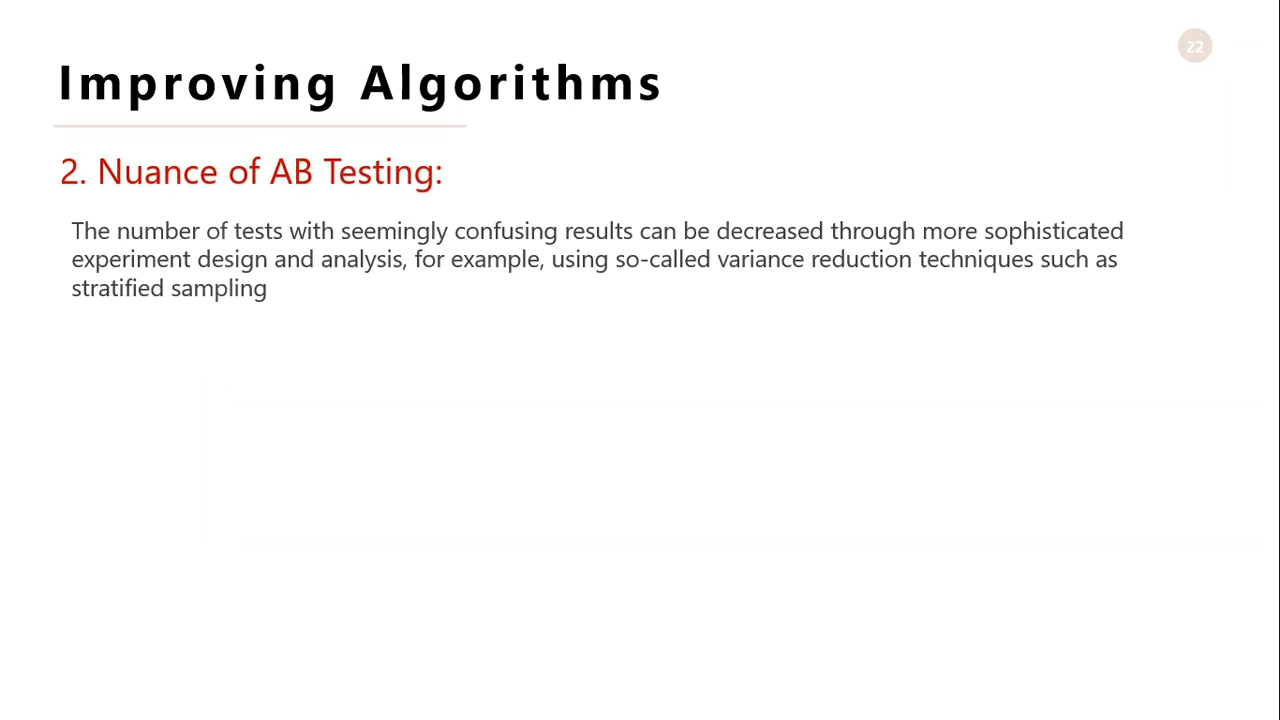 22
Improving Algorithms
2. Nuance of AB Testing:
The number of tests with seemingly confusing results can be decreased through more sophisticated
experiment design and analysis, for example, using so-called variance reduction techniques such as
stratified sampling